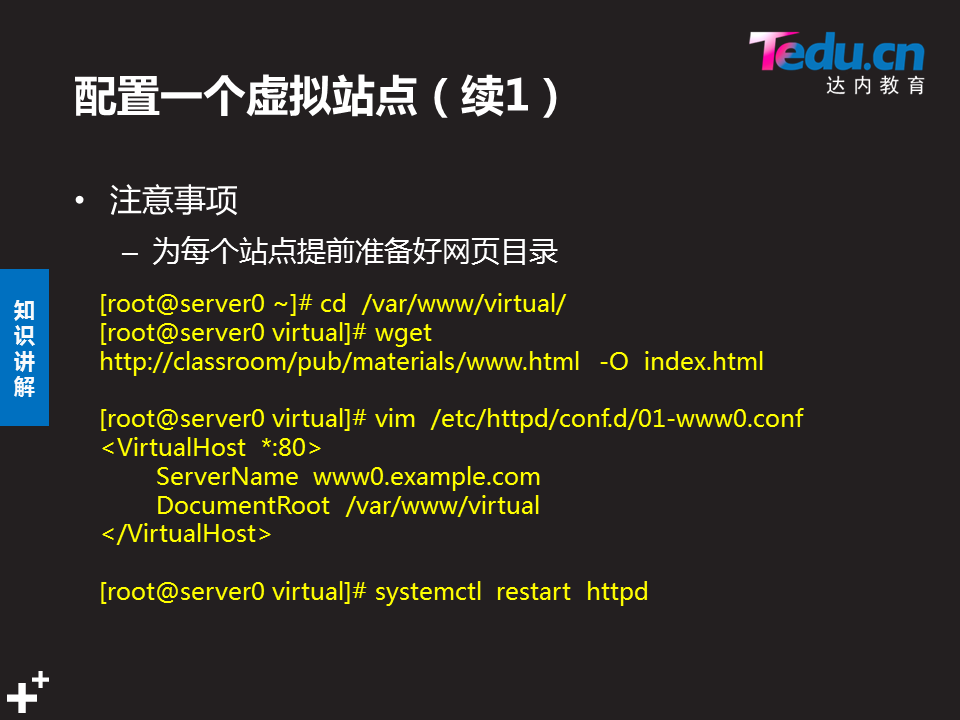 Tedu.cn
达内教育
配置一个虚拟站点（续1）
• 注意事项
– 为每个站点提前准备好网页目录
知识讲解
[root@server0 ~]# cd  /var/www/virtual/
[root@server0 virtual]# wget
http://classroom/pub/materials/www.html  -O  index.html
[root@server0 virtual]# vim  /etc/httpd/conf.d/01-www0.conf
<VirtualHost  *:80>
ServerName  www0.example.com
DocumentRoot  /var/www/virtual
</VirtualHost>
[root@server0 virtual]# systemctl  restart  httpd